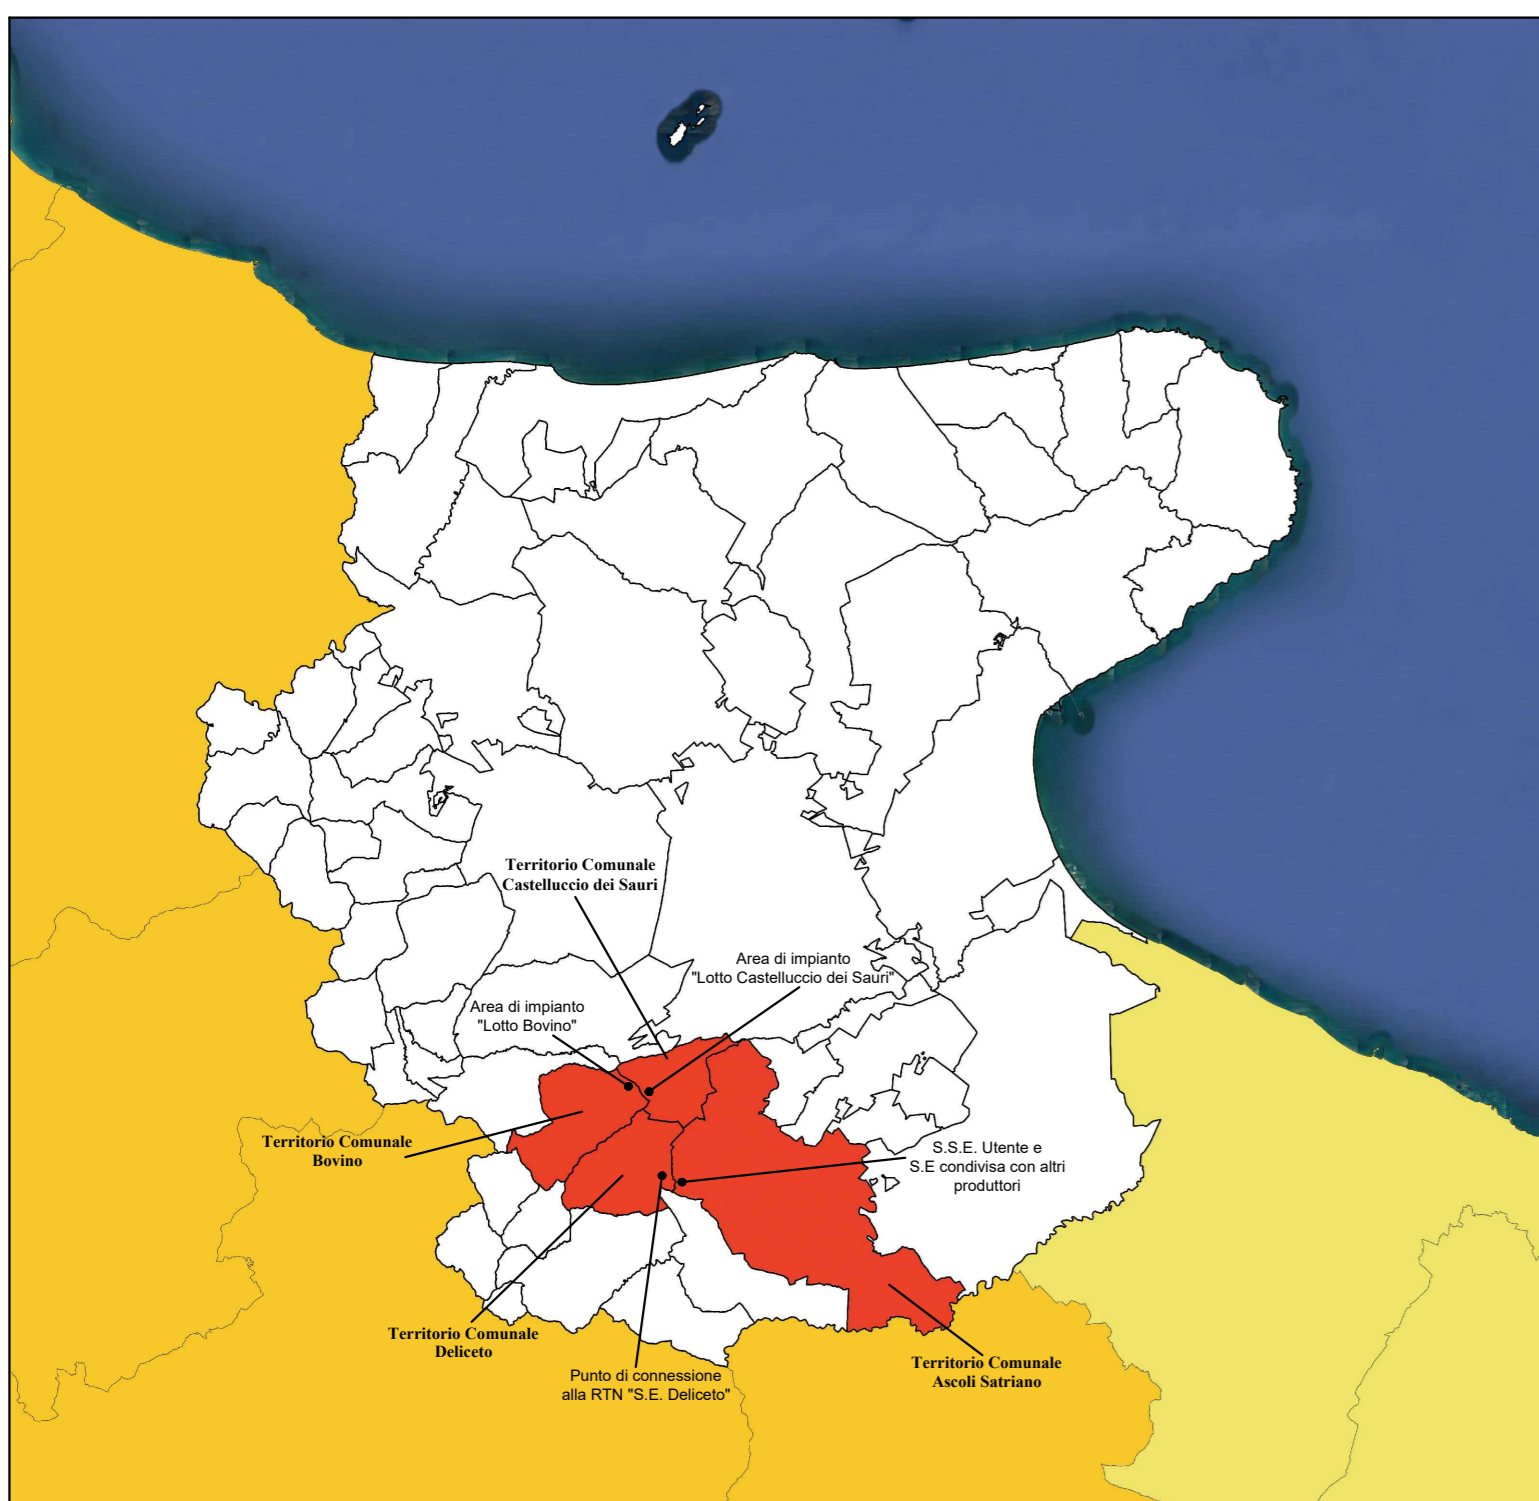 Territorio Comunale
Castelluccio dei Sauri
Area di impianto
"Lotto Castelluccio dei Sauri"
Area di impianto
"Lotto Bovino"
Territorio Comunale
Bovino
S.S.E. Utente e
S.E condivisa con altri
produttori
Territorio Comunale
Deliceto
Punto di connessione
alla RTN "S.E. Deliceto"
Territorio Comunale
Ascoli Satriano